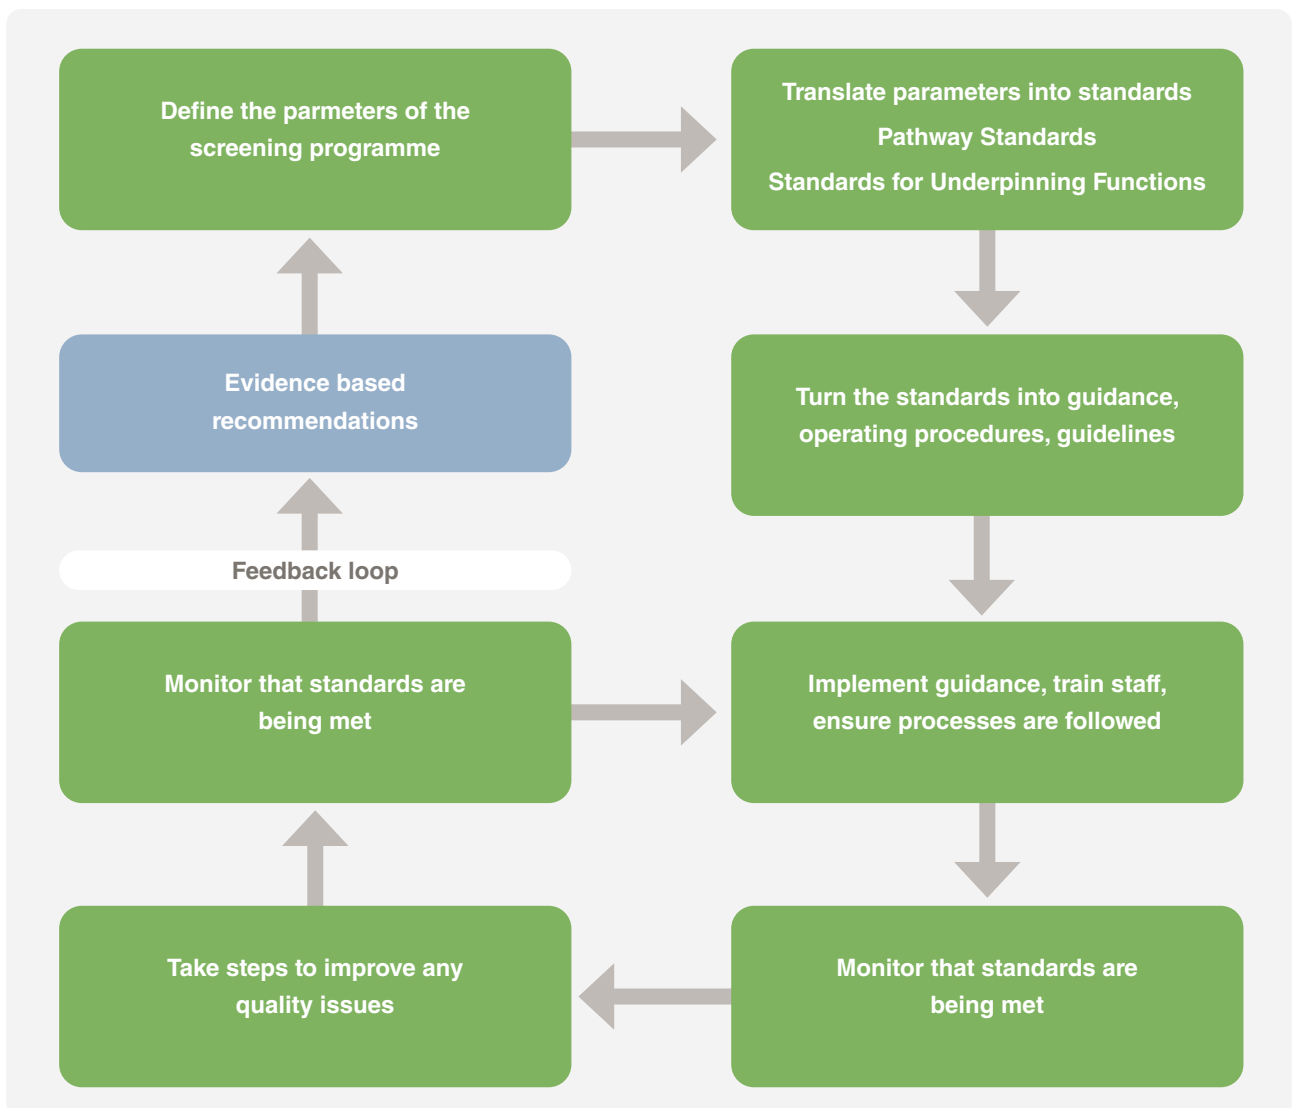 Define the parmeters of the
screening programme
Translate parameters into standards
Pathway Standards
Standards for Underpinning Functions
Evidence based
recommendations
Turn the standards into guidance,
operating procedures, guidelines
Feedback loop
Monitor that standards are
being met
Implement guidance, train staff,
ensure processes are followed
Take steps to improve any
quality issues
Monitor that standards are
being met